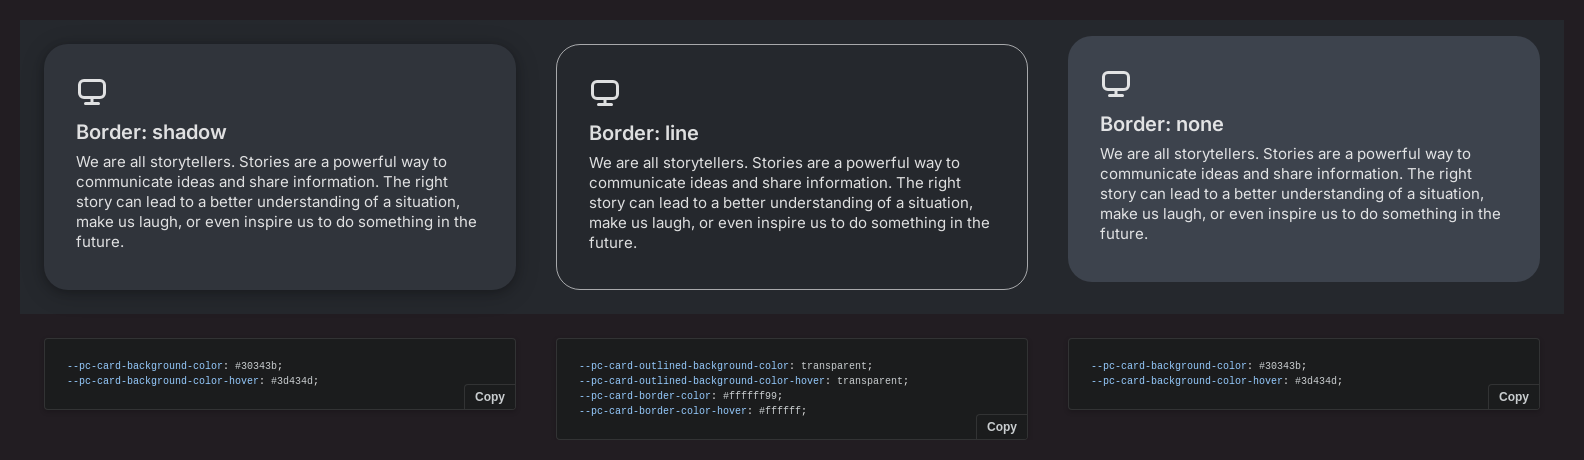 Border: shadow
We are all storytellers. Stories are a powerful way to
communicate ideas and share information. The right
story can lead to a better understanding of a situation,
make us laugh, or even inspire us to do something in the
future.
Border: line
We are all storytellers. Stories are a powerful way to
communicate ideas and share information. The right
story can lead to a better understanding of a situation,
make us laugh, or even inspire us to do something in the
future.
Border: none
We are all storytellers. Stories are a powerful way to
communicate ideas and share information. The right
story can lead to a better understanding of a situation,
make us laugh, or even inspire us to do something in the
future.
--pc-card-background-color: #30343b;
--pc-card-background-color-hover: #3d434d;
Copy
--pc-card-outlined-background-color: transparent;
--pc-card-outlined-background-color-hover: transparent;
--pc-card-border-color: #ffffff99;
--pc-card-border-color-hover: #ffffff;
Copy
--pc-card-background-color: #30343b;
--pc-card-background-color-hover: #3d434d;
Copy